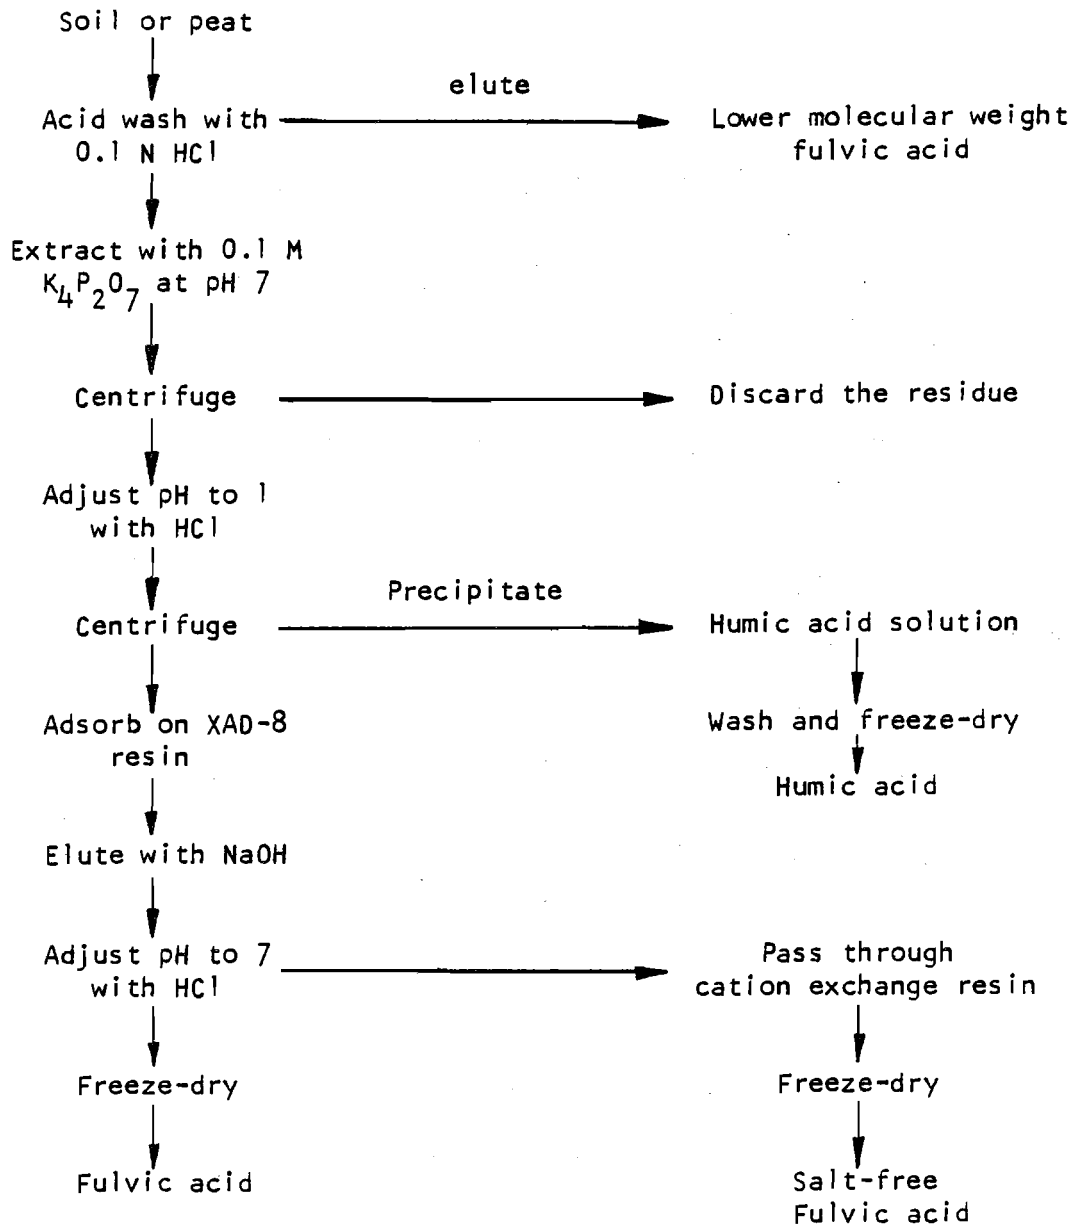 Soil or peat
elute
Acid wash with
0.1 N HCl
Lower molecular weight
fulvic acid
Extract with 0.1 M
K4P2O7 at pH 7
Centrifuge
Discard the residue
Adjust pH to 1
with HCl
Precipitate
Centrifuge
Humic acid solution
Adsorb on XAD-8
resin
Wash and freeze-dry
Humic acid
Elute with NaOH
Adjust pH to 7
with HCl
Pass through
cation exchange resin
Freeze-dry
Freeze-dry
Fulvic acid
Salt-free
Fulvic acid